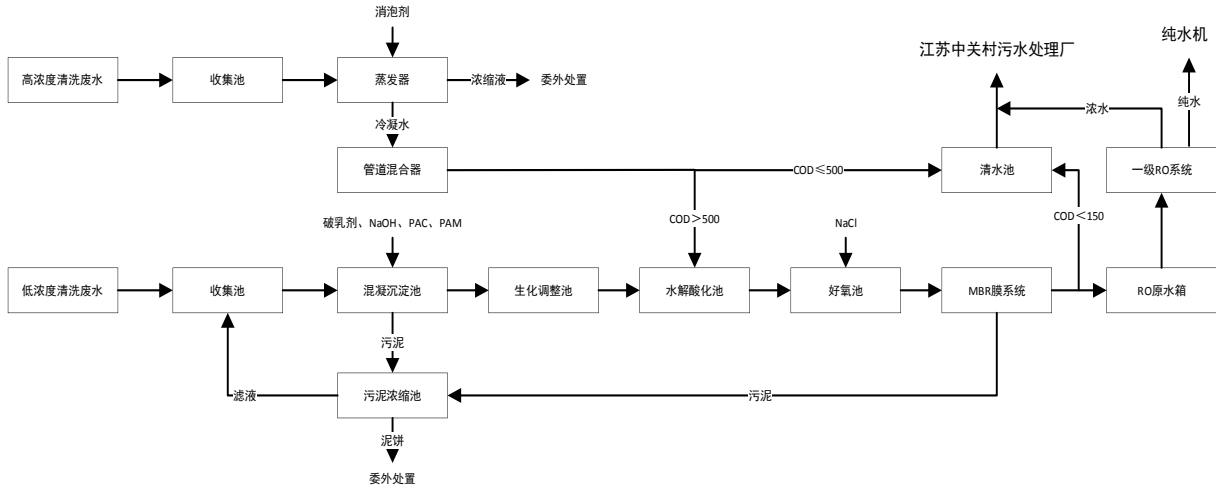 消泡剂
纯水机
江苏中关村污水处理厂
高浓度清洗废水
收集池
蒸发器
浓缩液
委外处置
浓水
纯水
冷凝水
管道混合器
COD≤500
清水池
一级RO系统
COD＞500
COD＜150
破乳剂、NaOH、PAC、PAM
NaCl
低浓度清洗废水
收集池
混凝沉淀池
生化调整池
水解酸化池
好氧池
MBR膜系统
RO原水箱
污泥
滤液
污泥浓缩池
污泥
泥饼
委外处置